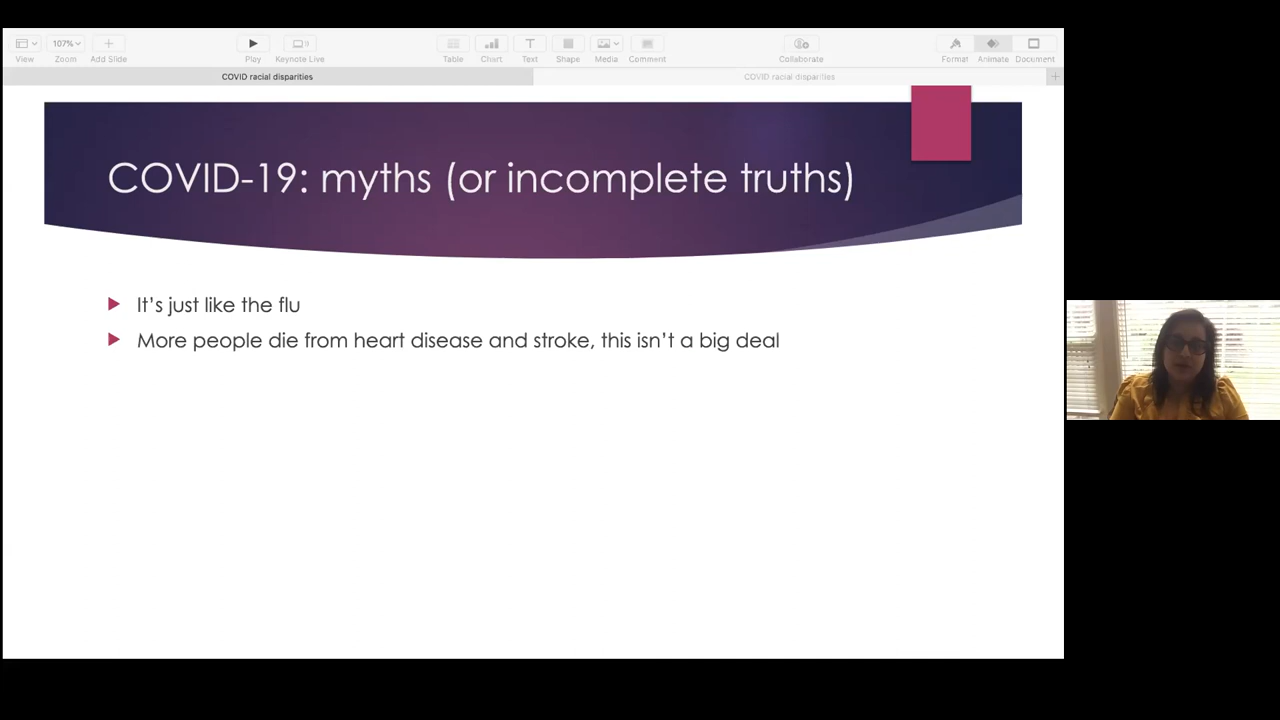 107%
View
Zoom
Add Slide
Play
Keynote Live
Table
Chart
Text
Shape
Media
Comment
Collaborate
Format
Animate
Document
COVID racial disparities
COVID racial disparities
COVID-19: myths (or incomplete truths)
It’s just like the flu
More people die from heart disease and stroke, this isn’t a big deal